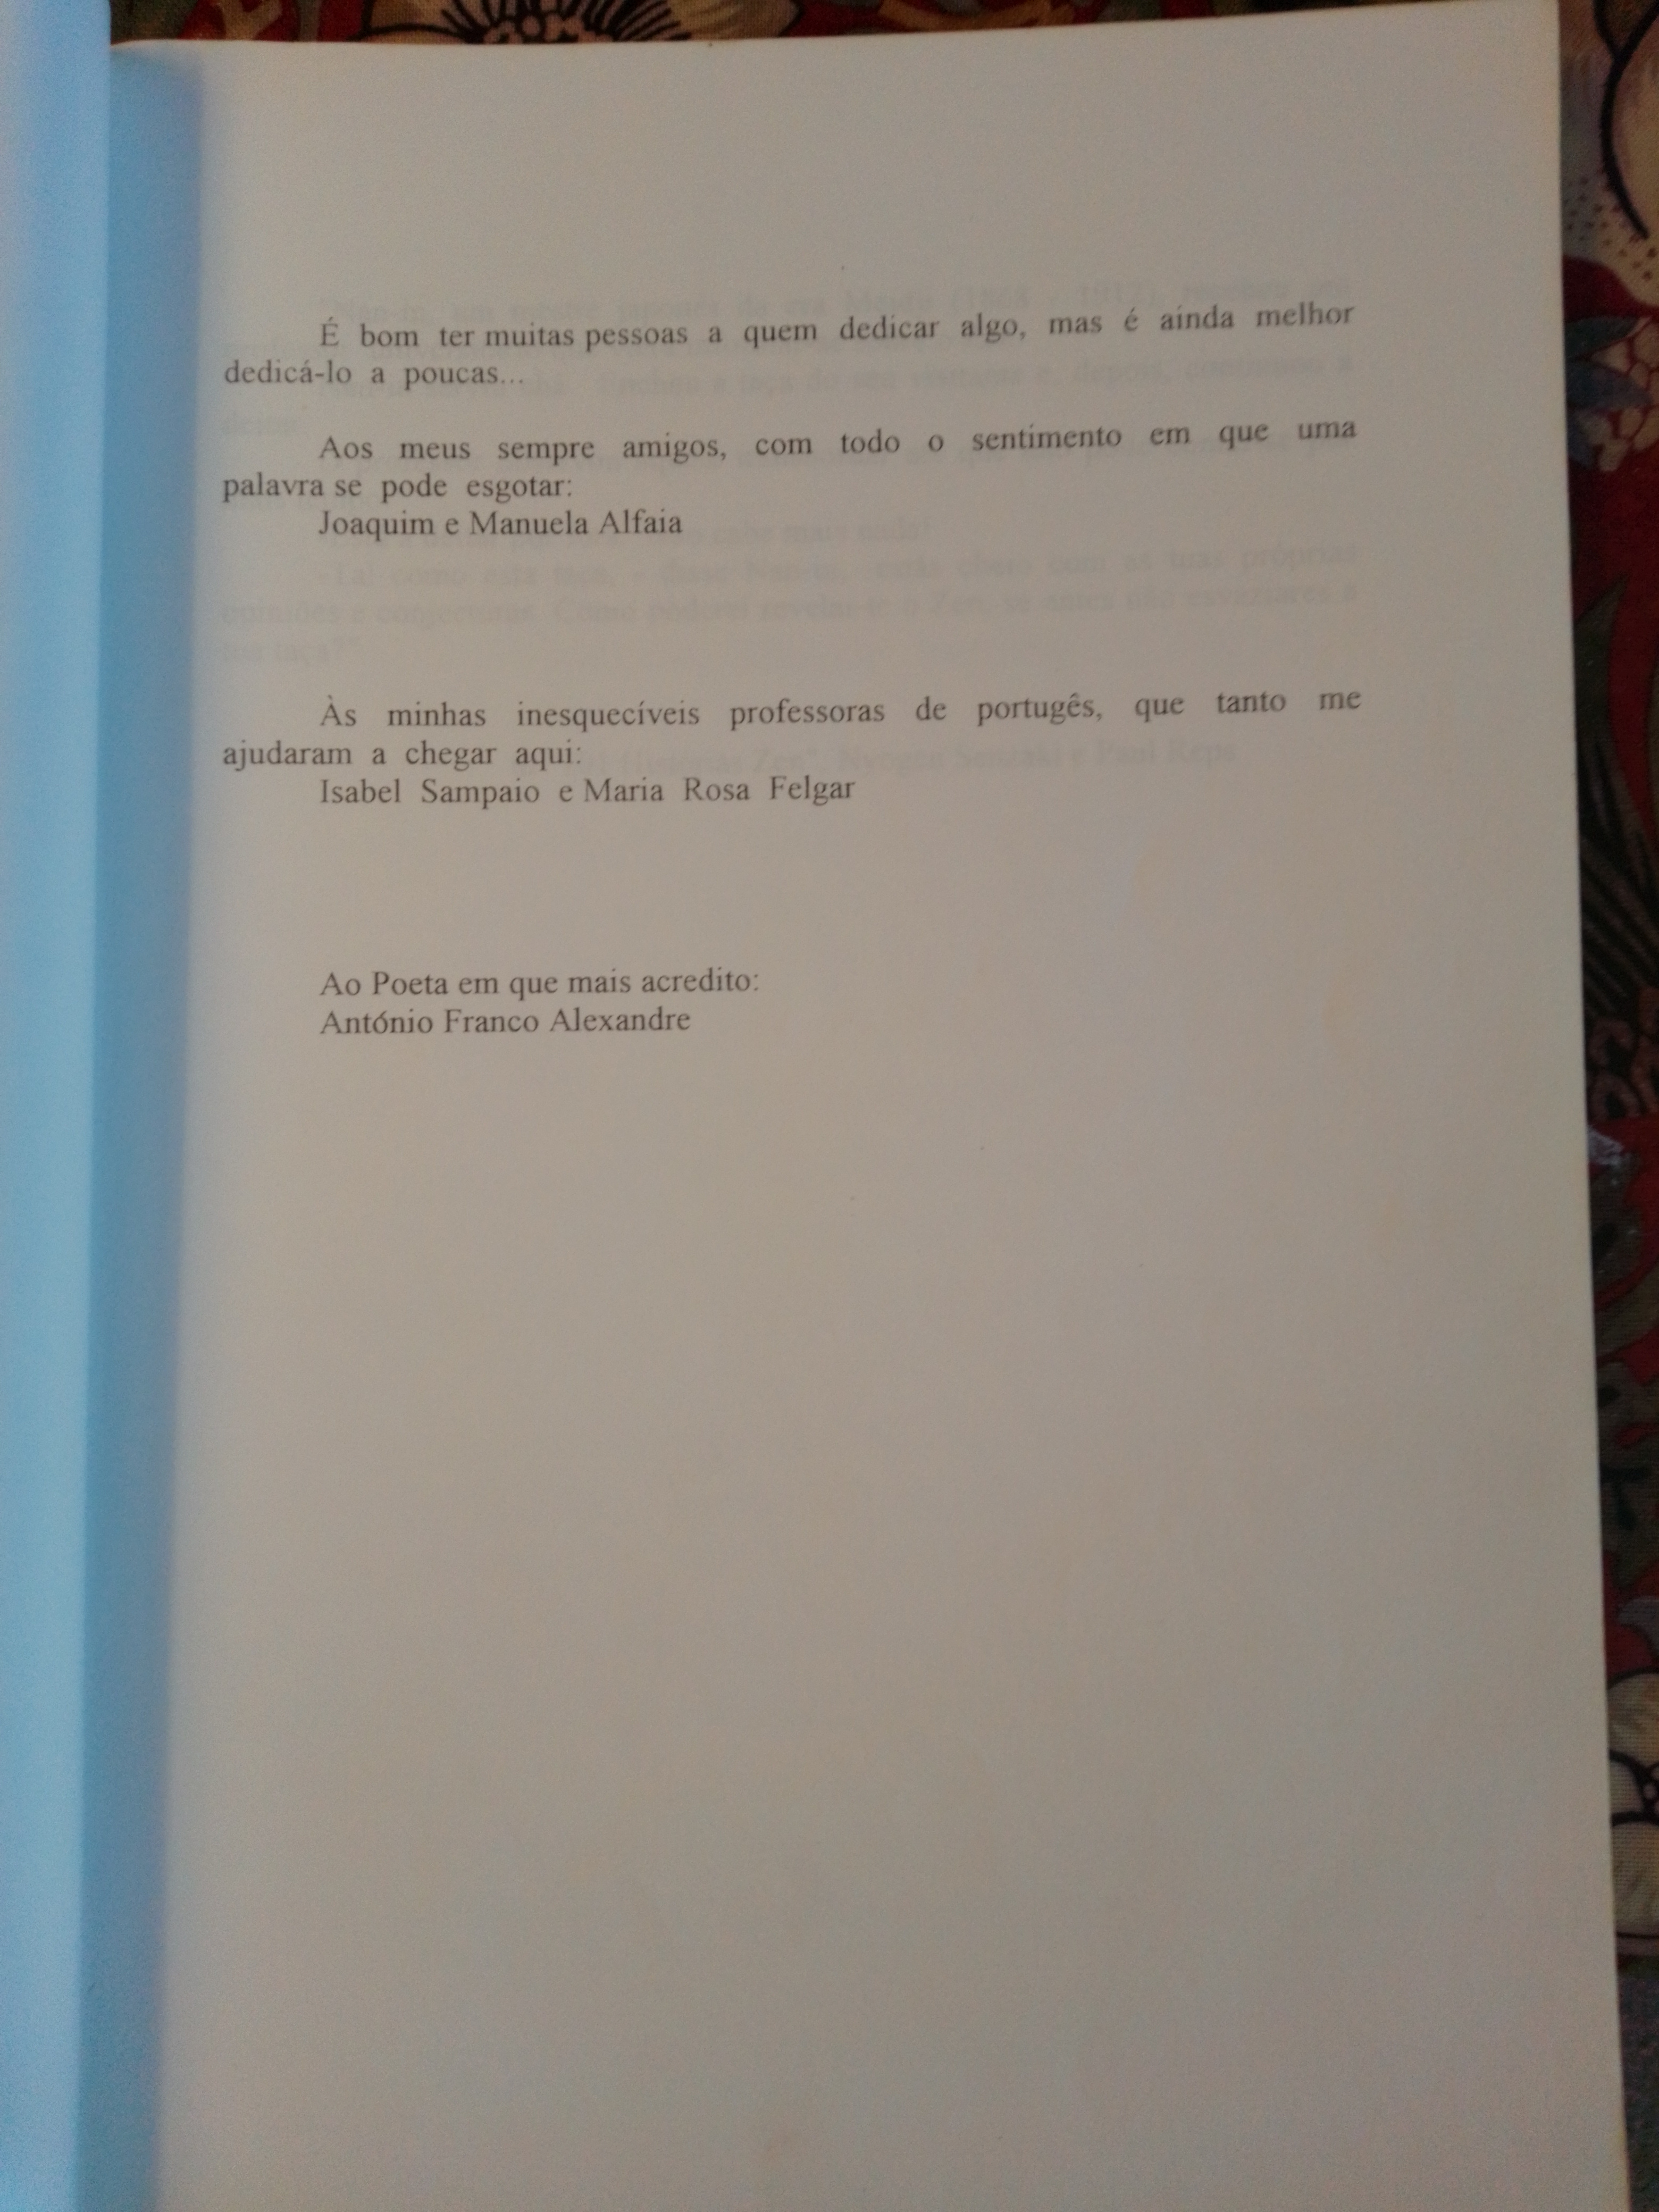 É bom ter muitas pessoas a quem dedicar algo, mas é ainda melhor
dedicá-lo a poucas...
Aos meus sempre amigos, com todo o sentimento em que uma
palavra se pode esgotar:
Joaquim e Manuela Alfaia
Às minhas inesquecíveis professoras de portugês, que tanto me
ajudaram a chegar aqui:
Isabel Sampaio e Maria Rosa Felgar
Ao Poeta em que mais acredito:
António Franco Alexandre